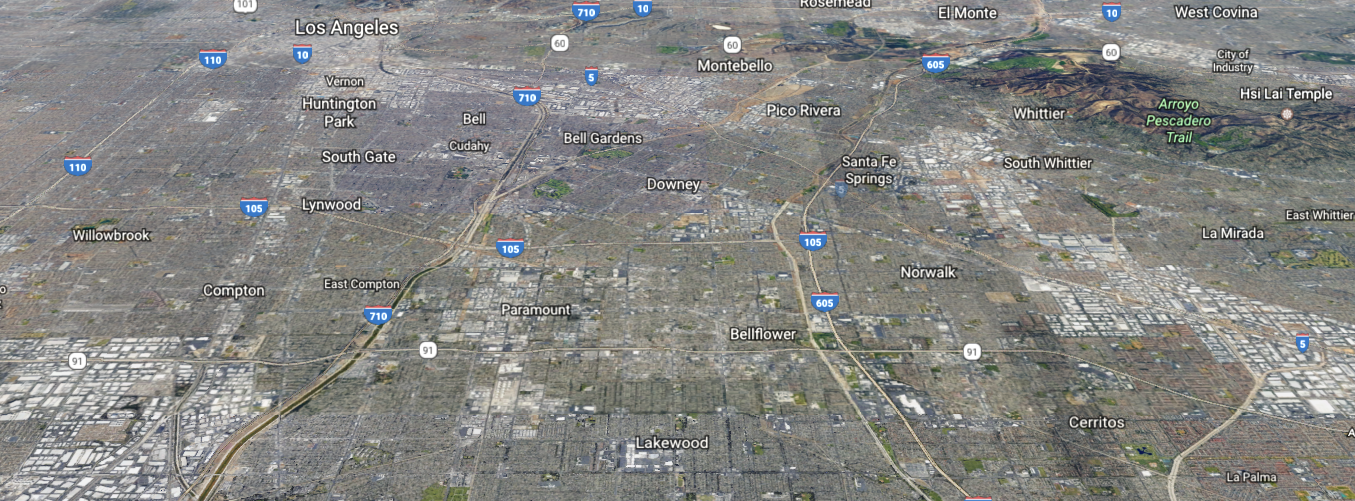 101
710
10
Rosemead
El Monte
10
West Covina
Los Angeles
110
10
60
60
60
City of
Industry
Montebello
605
Vernon
5
710
Hsi Lai Temple
Huntington
Park
Bell
Pico Rivera
Whittier
Arroyo
Pescadero
Trail
Bell Gardens
Cudahy
South Gate
110
Santa Fe
Springs
South Whittier
Downey
5
105
Lynwood
East Whittier
Willowbrook
105
105
La Mirada
Norwalk
East Compton
Compton
710
Paramount
605
Bellflower
91
91
91
5
Cerritos
Lakewood
La Palma